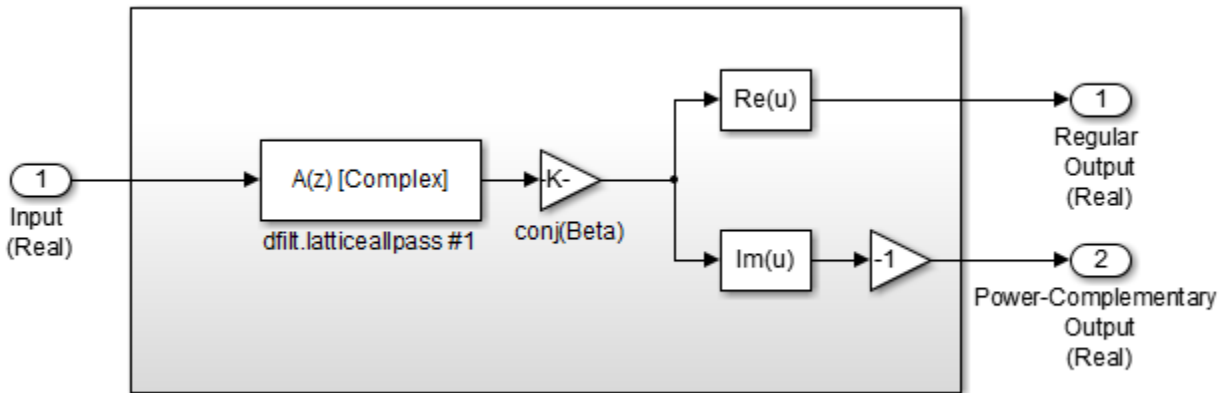 1
Input
(Real)
A(z) [Complex]
dfilt.latticeallpass #1
-K-
conj(Beta)
Re(u)
Im(u)
-1
1
Regular
Output
(Real)
2
Power-Complementary
Output
(Real)